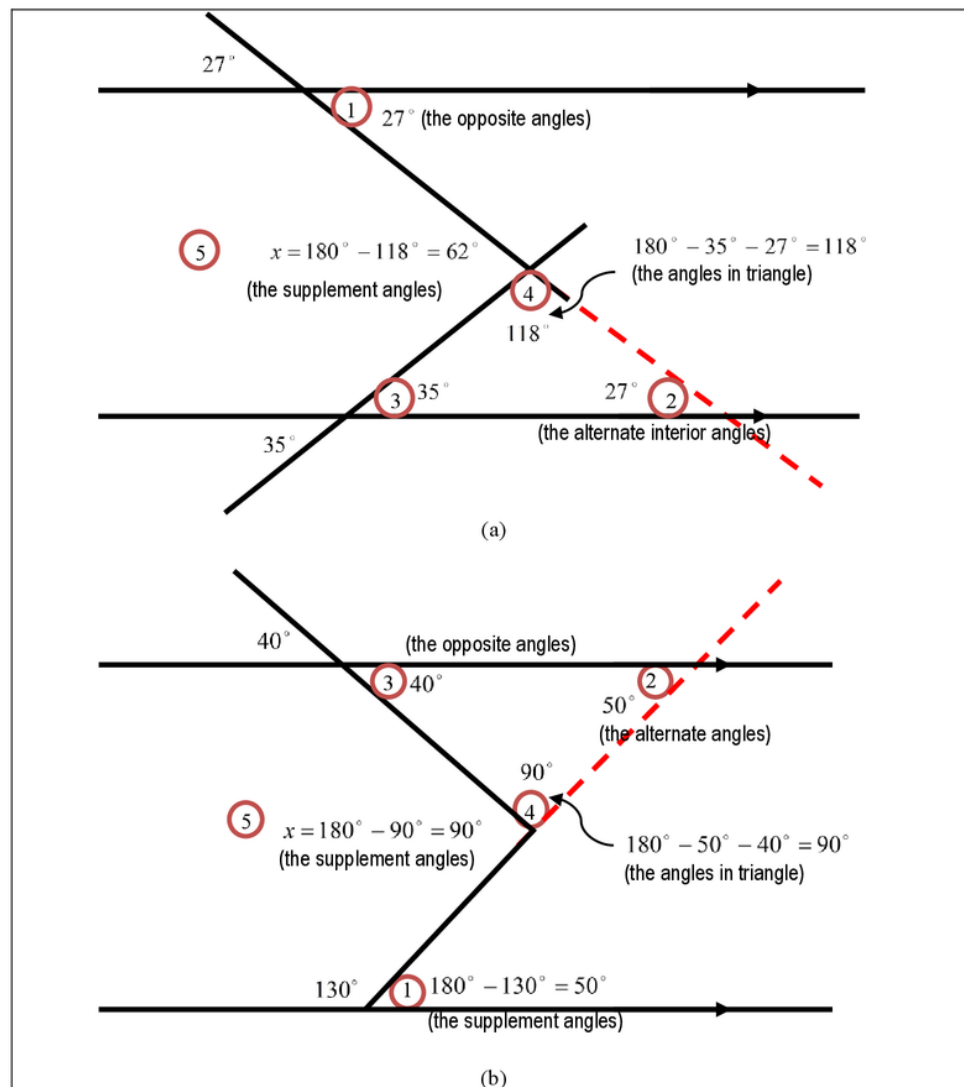 27°
1
27° (the opposite angles)
5
x = 180° − 118° = 62°
(the supplement angles)
180° − 35° − 27° = 118°
(the angles in triangle)
4
118°
3
35°
27°
2
(the alternate interior angles)
35°
(a)
40°
(the opposite angles)
3
40°
2
50°
(the alternate angles)
90°
4
5
x = 180° − 90° = 90°
(the supplement angles)
180° − 50° − 40° = 90°
(the angles in triangle)
130°
1
180° − 130° = 50°
(the supplement angles)
(b)